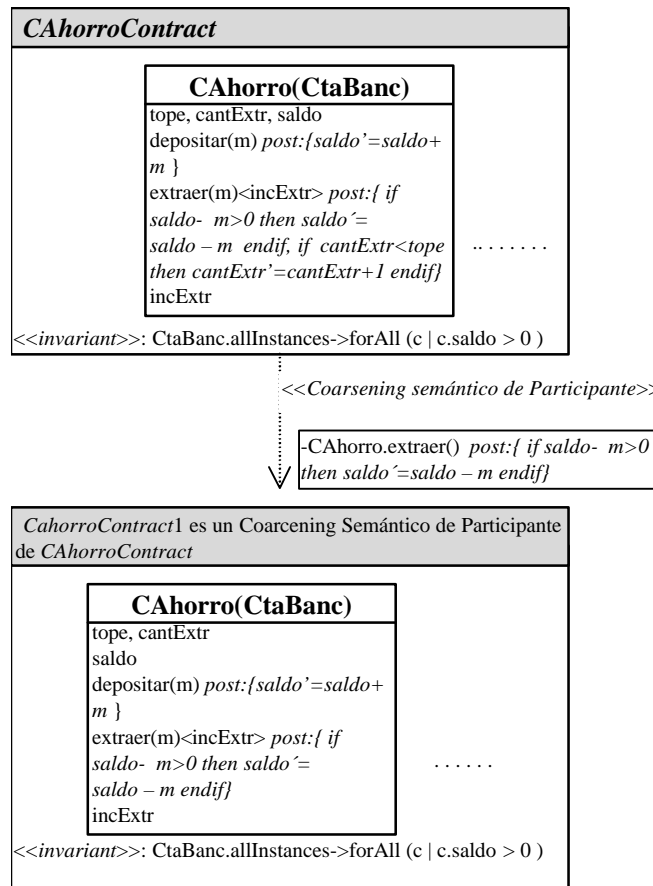 CAhorroContract
CAhorro(CtaBanc)
tope, cantExtr, saldo
depositar(m) post:{saldo’=saldo+
m }
extraer(m)<incExtr> post:{ if
saldo- m>0 then saldo´=
saldo – m endif, if cantExtr<tope
then cantExtr’=cantExtr+1 endif}
incExtr
.. . . . . . .
<<invariant>>: CtaBanc.allInstances->forAll (c | c.saldo > 0 )
<<Coarsening semántico de Participante>>
-CAhorro.extraer() post:{ if saldo- m>0
then saldo´=saldo – m endif}
CahorroContract1 es un Coarcening Semántico de Participante
de CAhorroContract
CAhorro(CtaBanc)
tope, cantExtr
saldo
depositar(m) post:{saldo’=saldo+
m }
extraer(m)<incExtr> post:{ if
saldo- m>0 then saldo´=
saldo – m endif}
incExtr
. . . . . .
<<invariant>>: CtaBanc.allInstances->forAll (c | c.saldo > 0 )